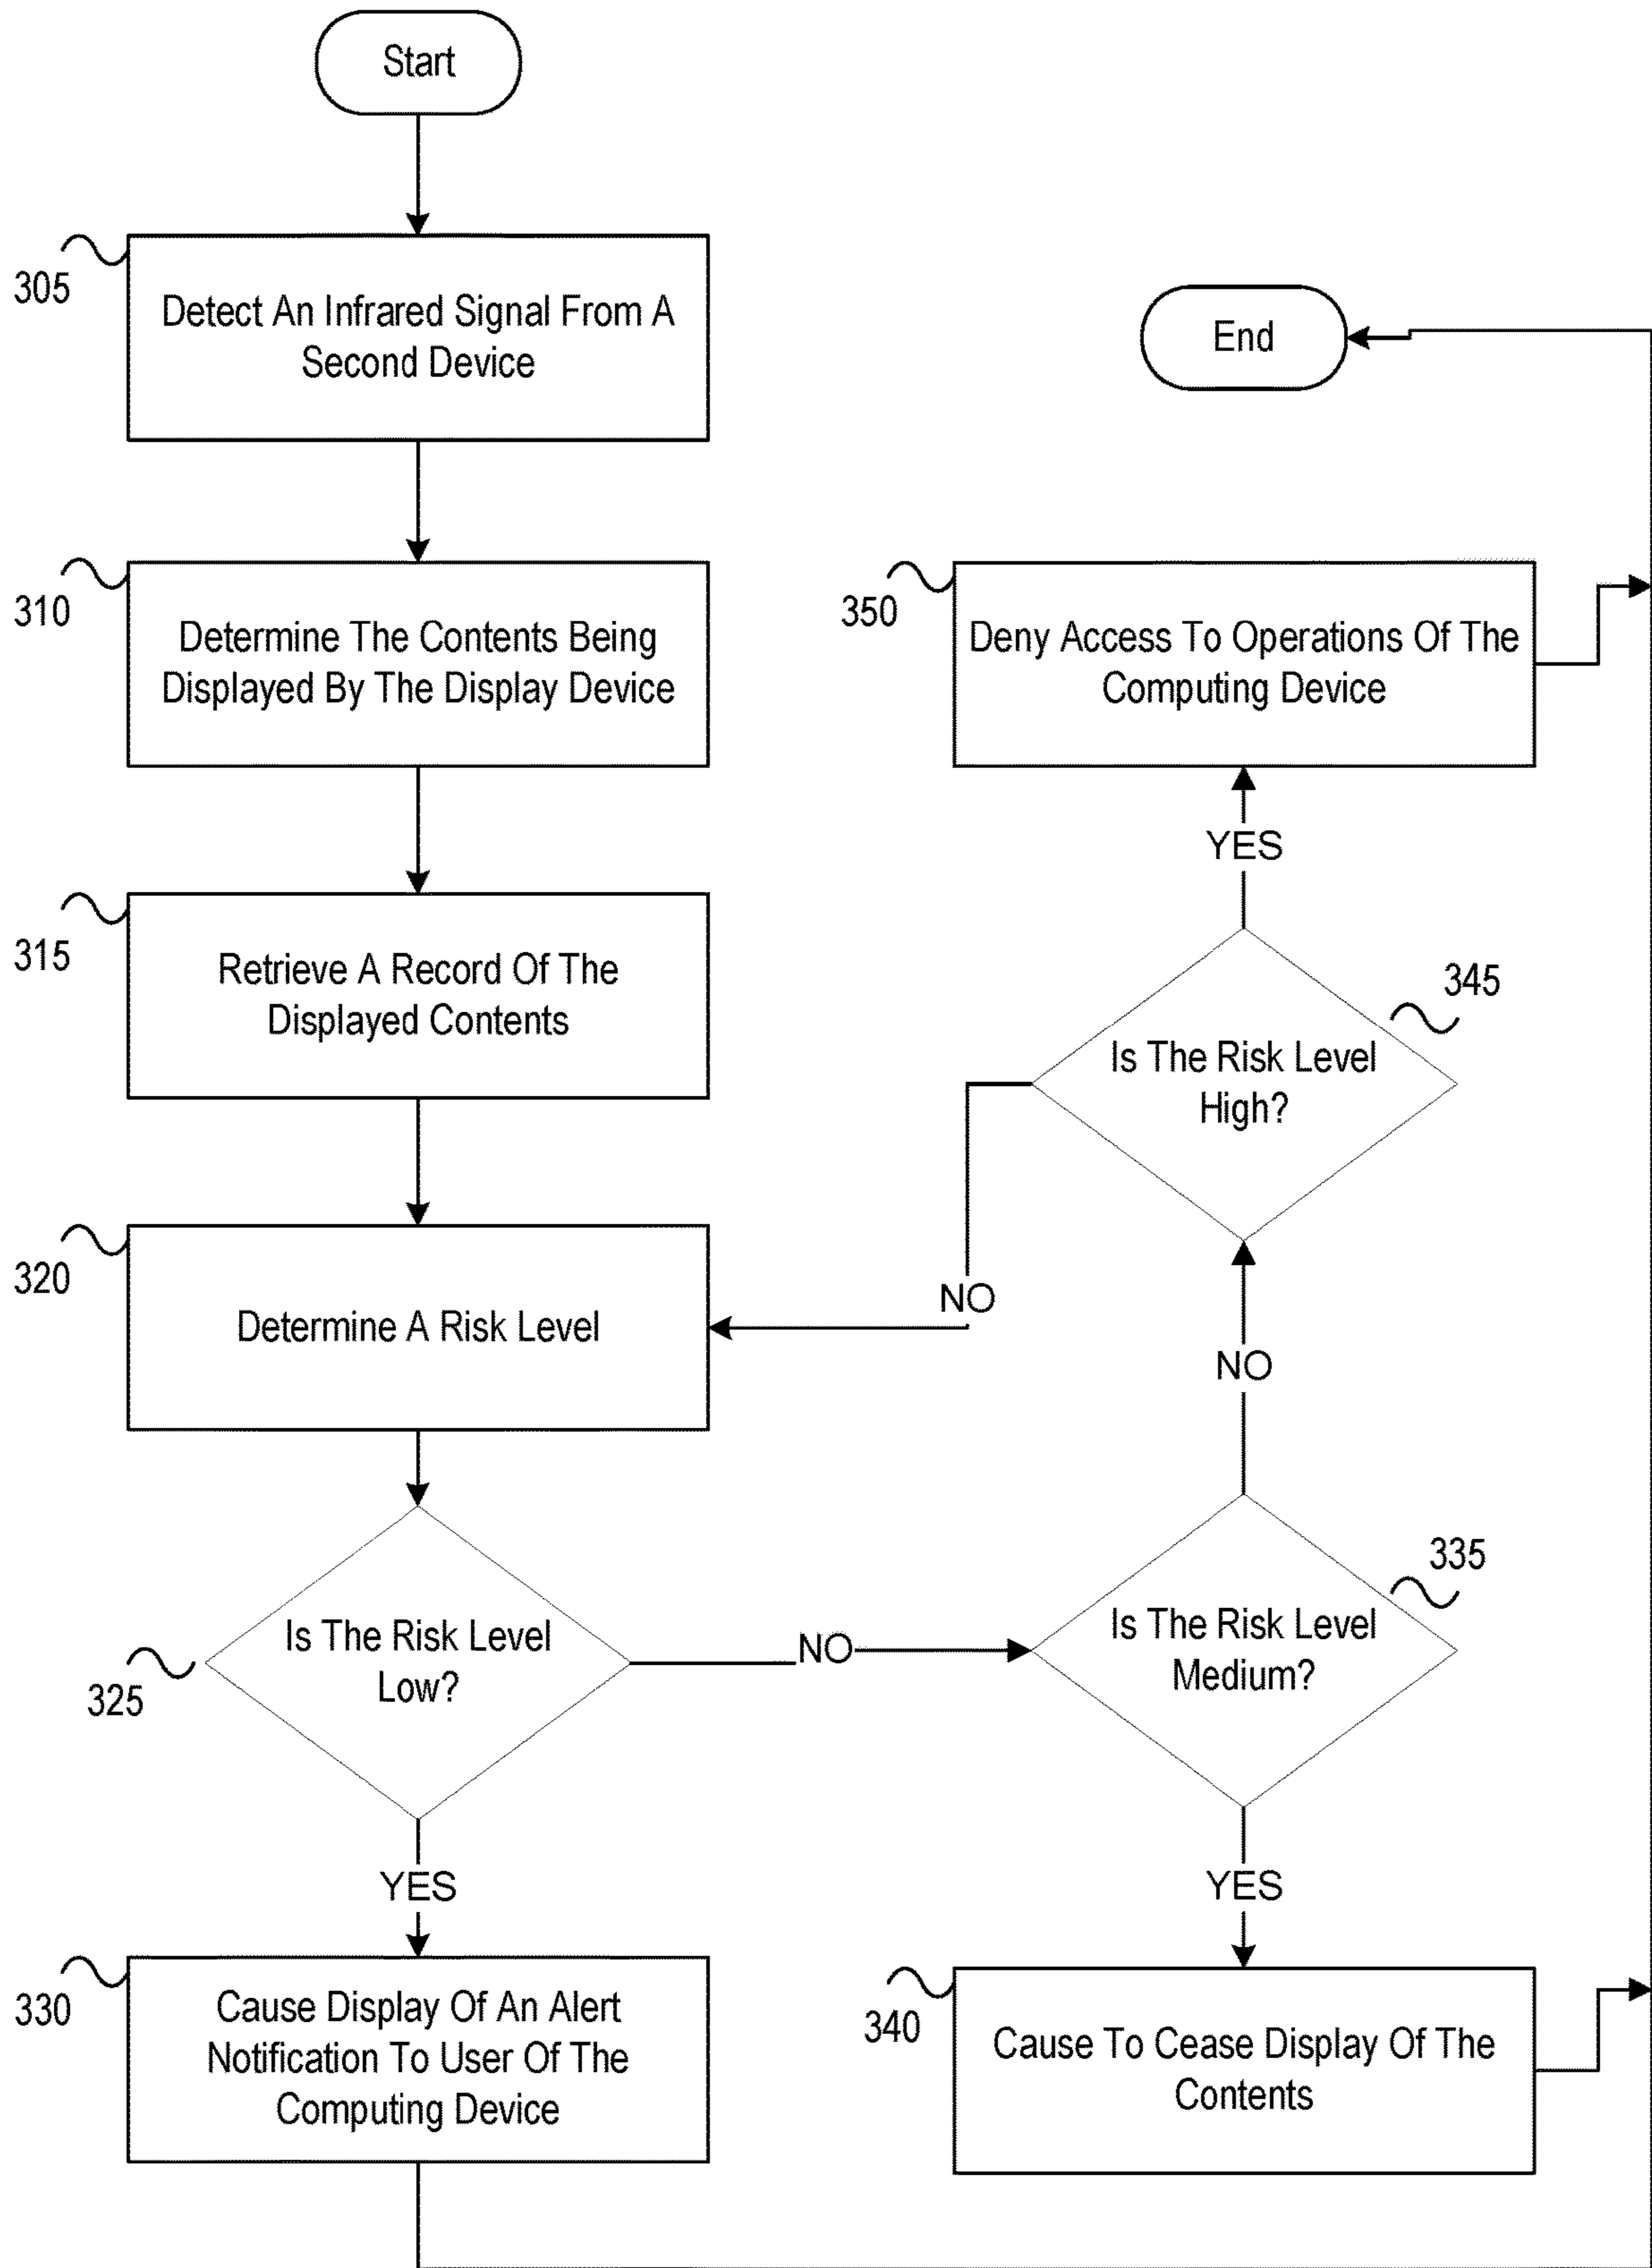 Start
305
Detect An Infrared Signal From A
Second Device
310
Determine The Contents Being
Displayed By The Display Device
315
Retrieve A Record Of The
Displayed Contents
320
Determine A Risk Level
325
Is The Risk Level
Low?
YES
330
Cause Display Of An Alert
Notification To User Of The
Computing Device
NO
335
Is The Risk Level
Medium?
YES
340
Cause To Cease Display Of The
Contents
NO
345
Is The Risk Level
High?
NO
YES
350
Deny Access To Operations Of The
Computing Device
End